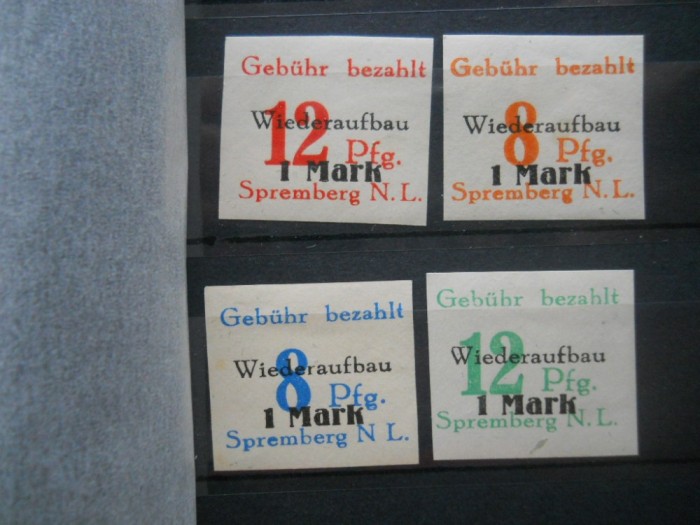 Gebühr bezahlt
Wiederaufbau
12 Pfg.
1 Mark
Spremberg N. L.
Gebühr bezahlt
Wiederaufbau
8 Pfg.
1 Mark
Spremberg N. L.
Gebühr bezahlt
Wiederaufbau
8 Pfg.
1 Mark
Spremberg N L.
Gebühr bezahlt
Wiederaufbau
12 Pfg.
1 Mark
Spremberg N. L.